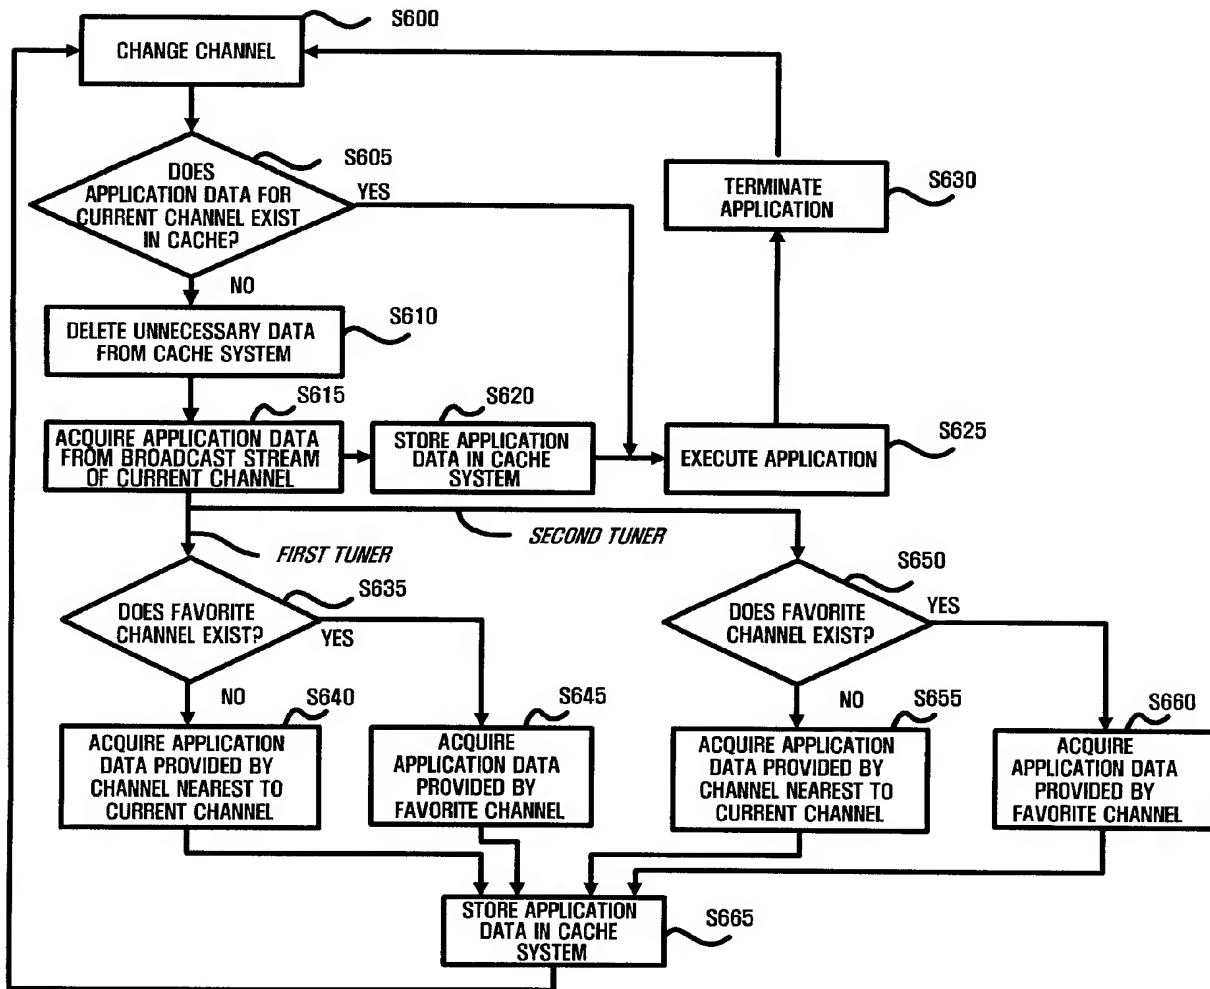 S600
CHANGE CHANNEL
S605
DOES
APPLICATION DATA FOR
CURRENT CHANNEL EXIST
IN CACHE?
YES
NO
TERMINATE
APPLICATION
S630
DELETE UNNECESSARY DATA
FROM CACHE SYSTEM
S610
S615
ACQUIRE APPLICATION DATA
FROM BROADCAST STREAM
OF CURRENT CHANNEL
S620
STORE APPLICATION
DATA IN CACHE
SYSTEM
S625
EXECUTE APPLICATION
FIRST TUNER
SECOND TUNER
S635
DOES FAVORITE
CHANNEL EXIST?
YES
NO
S650
DOES FAVORITE
CHANNEL EXIST?
YES
NO
S640
ACQUIRE APPLICATION
DATA PROVIDED BY
CHANNEL NEAREST TO
CURRENT CHANNEL
S645
ACQUIRE
APPLICATION DATA
PROVIDED BY
FAVORITE CHANNEL
S655
ACQUIRE APPLICATION
DATA PROVIDED BY
CHANNEL NEAREST TO
CURRENT CHANNEL
S660
ACQUIRE
APPLICATION DATA
PROVIDED BY
FAVORITE CHANNEL
STORE APPLICATION
DATA IN CACHE
SYSTEM
S665